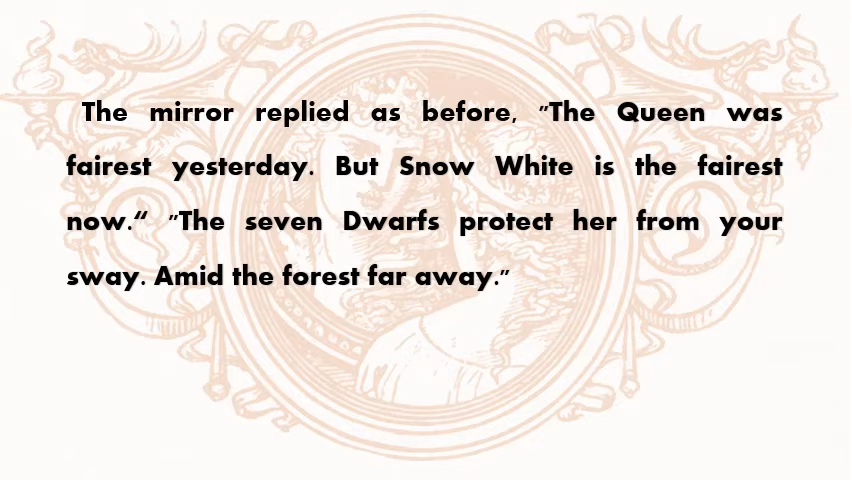 The mirror replied as before, ”The Queen was
fairest yesterday. But Snow White is the fairest
now.“ ”The seven Dwarfs protect her from your
sway. Amid the forest far away.”